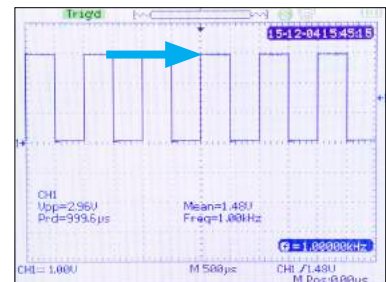 Trig'd
15-12-04 15:45:15
CH1
Vpp=2.96V Mean=1.48V
Prd=999.6μs Freq=1.00kHz
f=1.00000kHz
CH1= 1.00V M 500μs CH1 /1.48V
M Pos:0.00μs